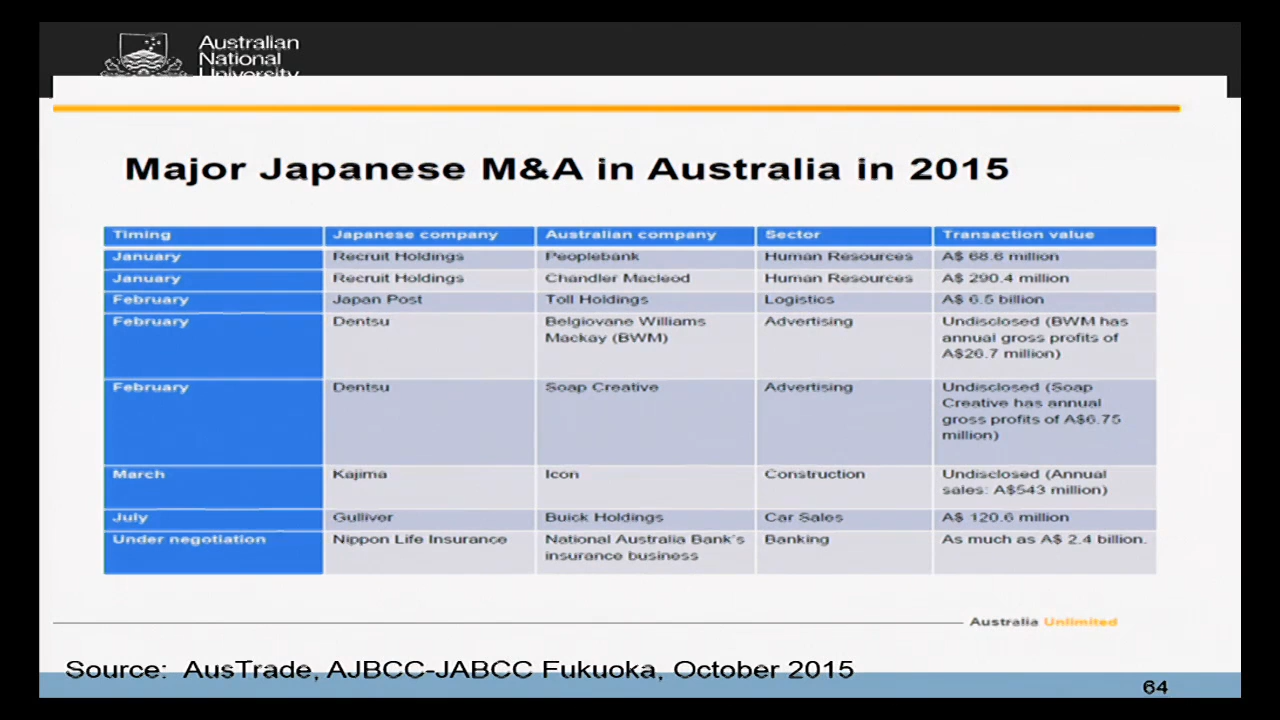 Australian
National
University
Major Japanese M&A in Australia in 2015
Timing Japanese company Australian company Sector Transaction value
January Recruit Holdings Peoplebank Human Resources A$ 68.6 million
January Recruit Holdings Chandler Macleod Human Resources A$ 290.4 million
February Japan Post Toll Holdings Logistics A$ 6.5 billion
February Dentsu Belgiovane Williams Advertising Undisclosed (BWM has
Mackay (BWM) annual gross profits of
A$26.7 million)
February Dentsu Soap Creative Advertising Undisclosed (Soap
Creative has annual
gross profits of A$6.75
million)
March Kajima Icon Construction Undisclosed (Annual
sales: A$543 million)
July Gulliver Buick Holdings Car Sales A$ 120.6 million
Under negotiation Nippon Life Insurance National Australia Bank's Banking As much as A$ 2.4 billion.
insurance business
Australia Unlimited
Source: AusTrade, AJBCC-JABCC Fukuoka, October 2015
64